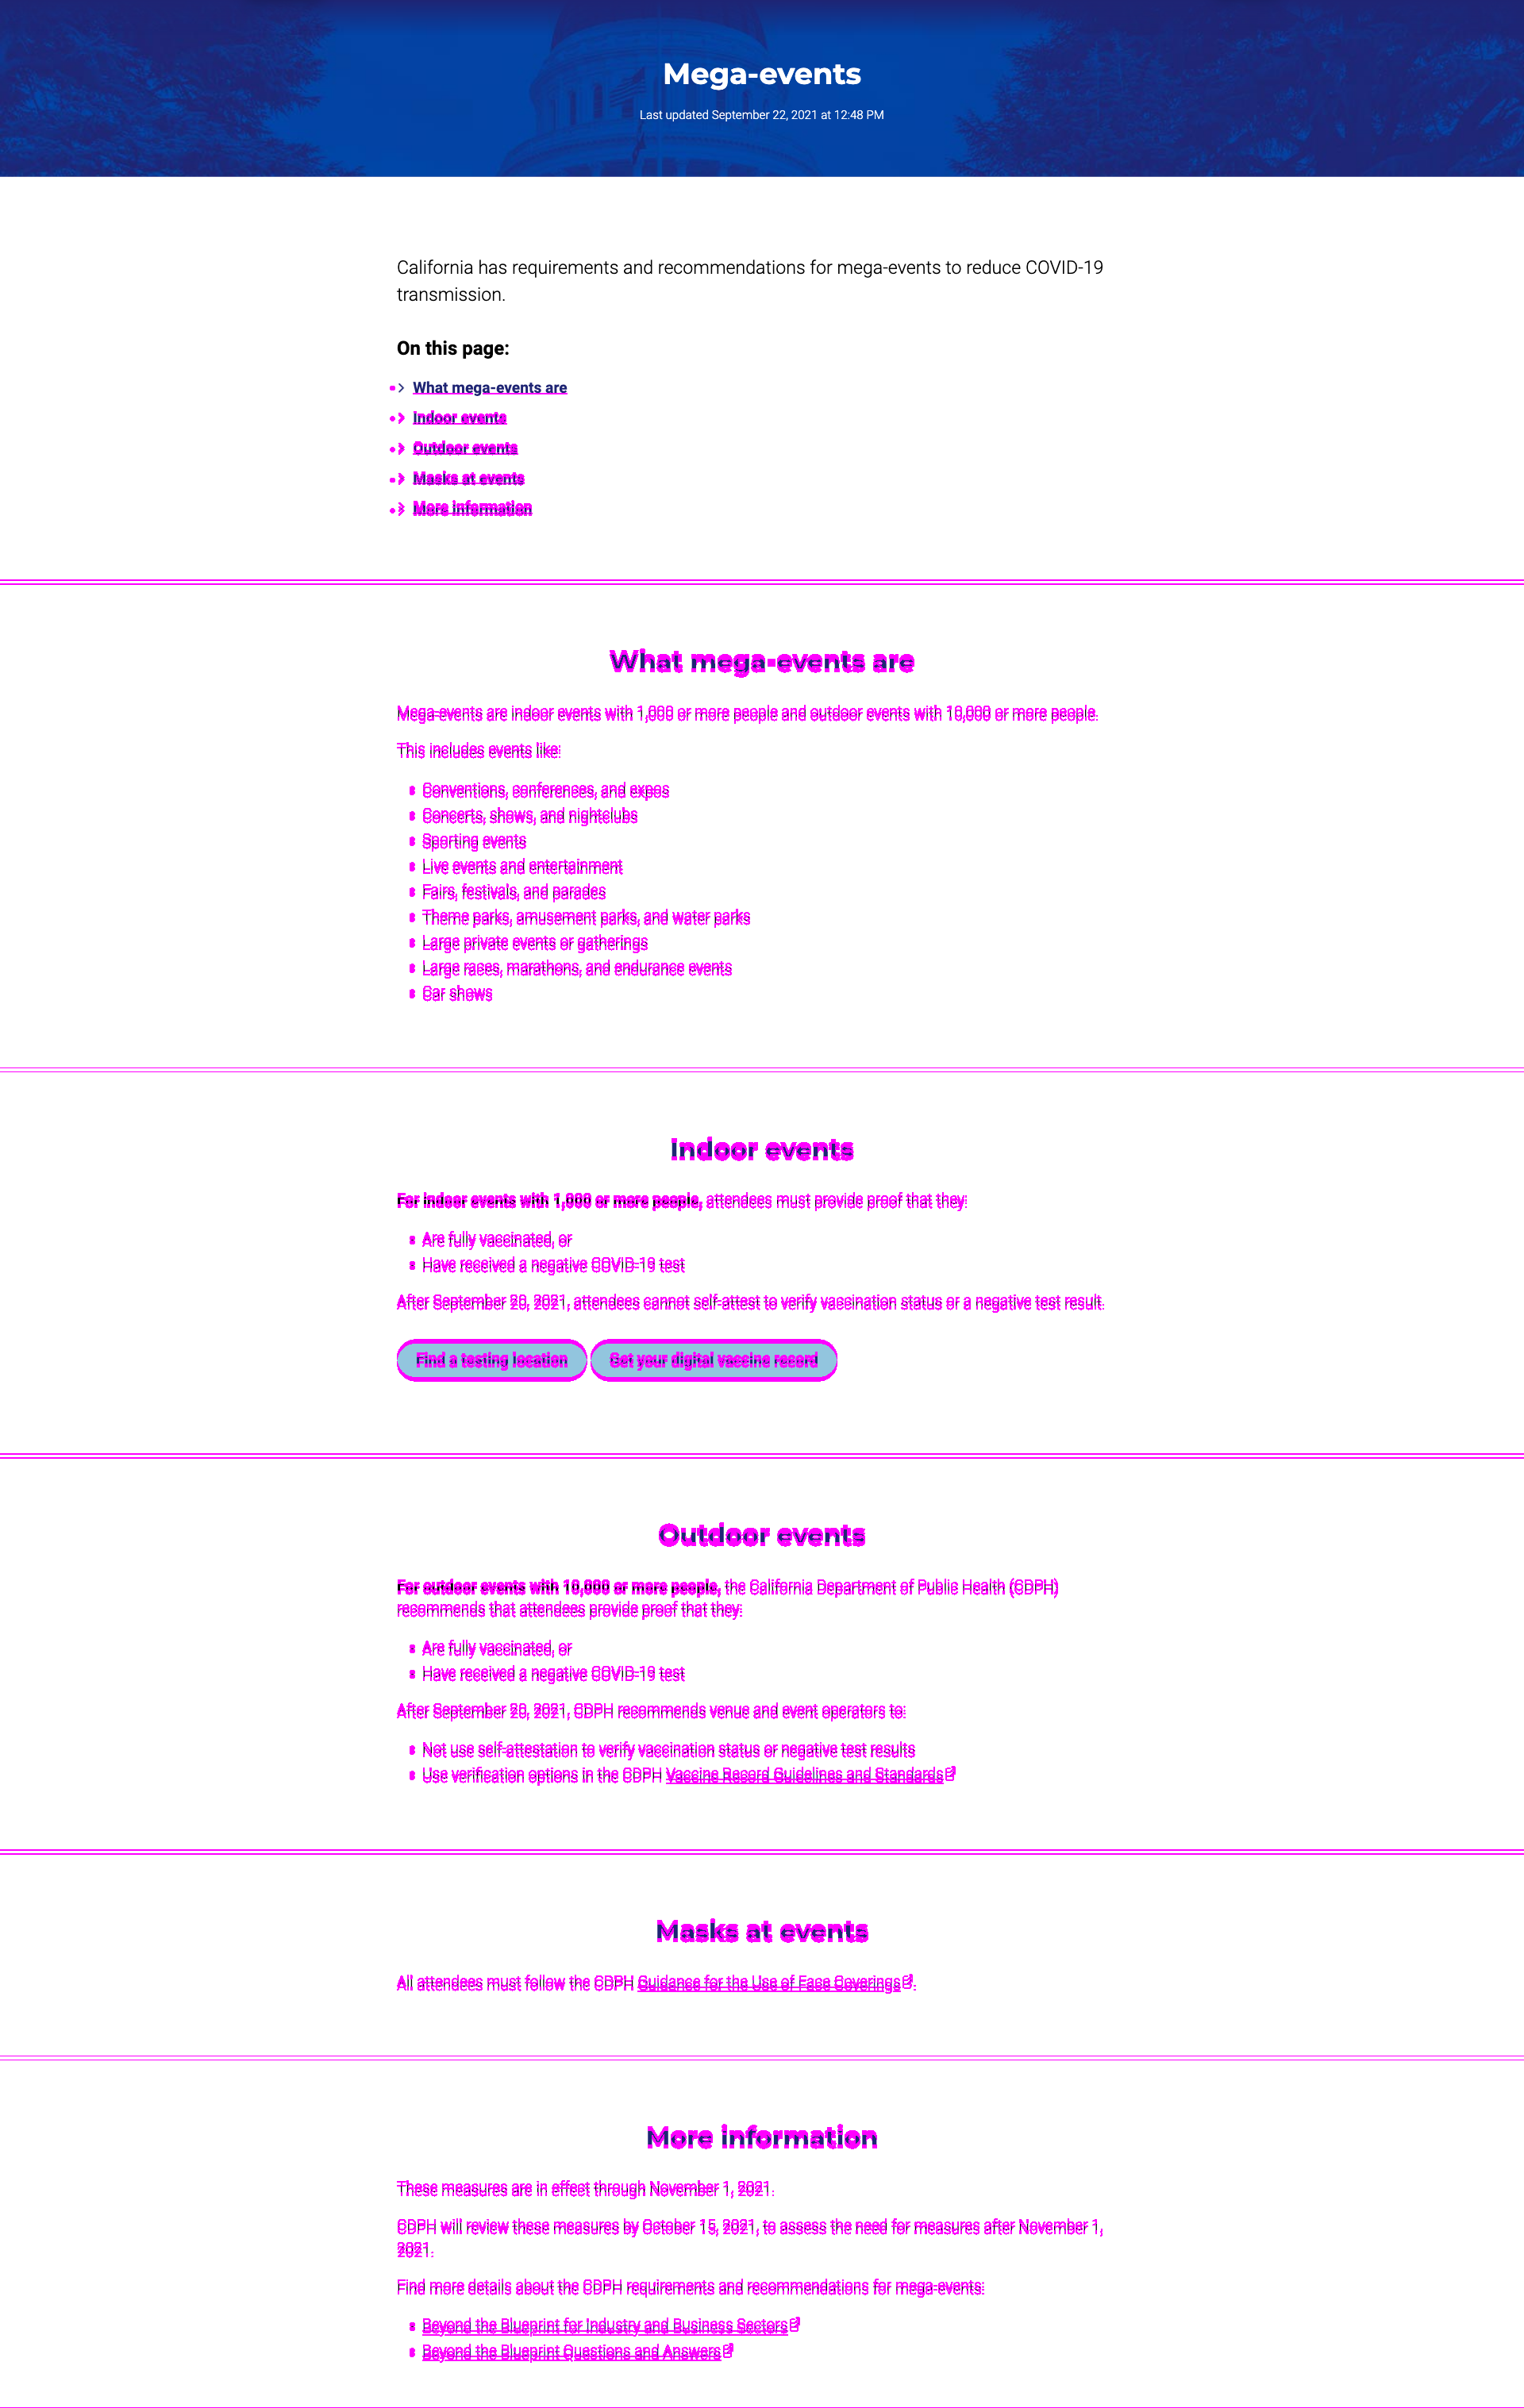 Mega-events
Last updated September 22, 2021 at 12:48 PM
California has requirements and recommendations for mega-events to reduce COVID-19
transmission.
On this page:
What mega-events are
Indoor events
Outdoor events
Masks at events
More information
What mega-events are
Mega-events are indoor events with 1,000 or more people and outdoor events with 10,000 or more people.
This includes events like:
• Conventions, conferences, and expos
• Concerts, shows, and nightclubs
• Sporting events
• Live events and entertainment
• Fairs, festivals, and parades
• Theme parks, amusement parks, and water parks
• Large private events or gatherings
• Large races, marathons, and endurance events
• Car shows
Indoor events
For indoor events with 1,000 or more people, attendees must provide proof that they:
• Are fully vaccinated, or
• Have received a negative COVID-19 test
After September 20, 2021, attendees cannot self-attest to verify vaccination status or a negative test result.
Find a testing location Get your digital vaccine record
Outdoor events
For outdoor events with 10,000 or more people, the California Department of Public Health (CDPH)
recommends that attendees provide proof that they:
• Are fully vaccinated, or
• Have received a negative COVID-19 test
After September 20, 2021, CDPH recommends venue and event operators to:
• Not use self-attestation to verify vaccination status or negative test results
• Use verification options in the CDPH Vaccine Record Guidelines and Standards
Masks at events
All attendees must follow the CDPH Guidance for the Use of Face Coverings.
More information
These measures are in effect through November 1, 2021.
CDPH will review these measures by October 15, 2021, to assess the need for measures after November 1,
2021.
Find more details about the CDPH requirements and recommendations for mega-events:
• Beyond the Blueprint for Industry and Business Sectors
• Beyond the Blueprint Questions and Answers